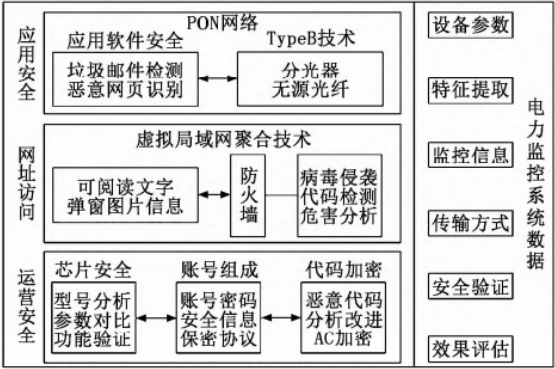 应用安全
PON网络
应用软件安全
TypeB技术
垃圾邮件检测
恶意网页识别
分光器
无源光纤
网址访问
虚拟局域网聚合技术
可阅读文字
弹窗图片信息
防火墙
病毒侵袭
代码检测
危害分析
运营安全
芯片安全
账号组成
代码加密
型号分析
参数对比
功能验证
账号密码
安全信息
保密协议
恶意代码
分析改进
AC加密
设备参数
特征提取
监控信息
传输方式
安全验证
效果评估
电力监控系统数据